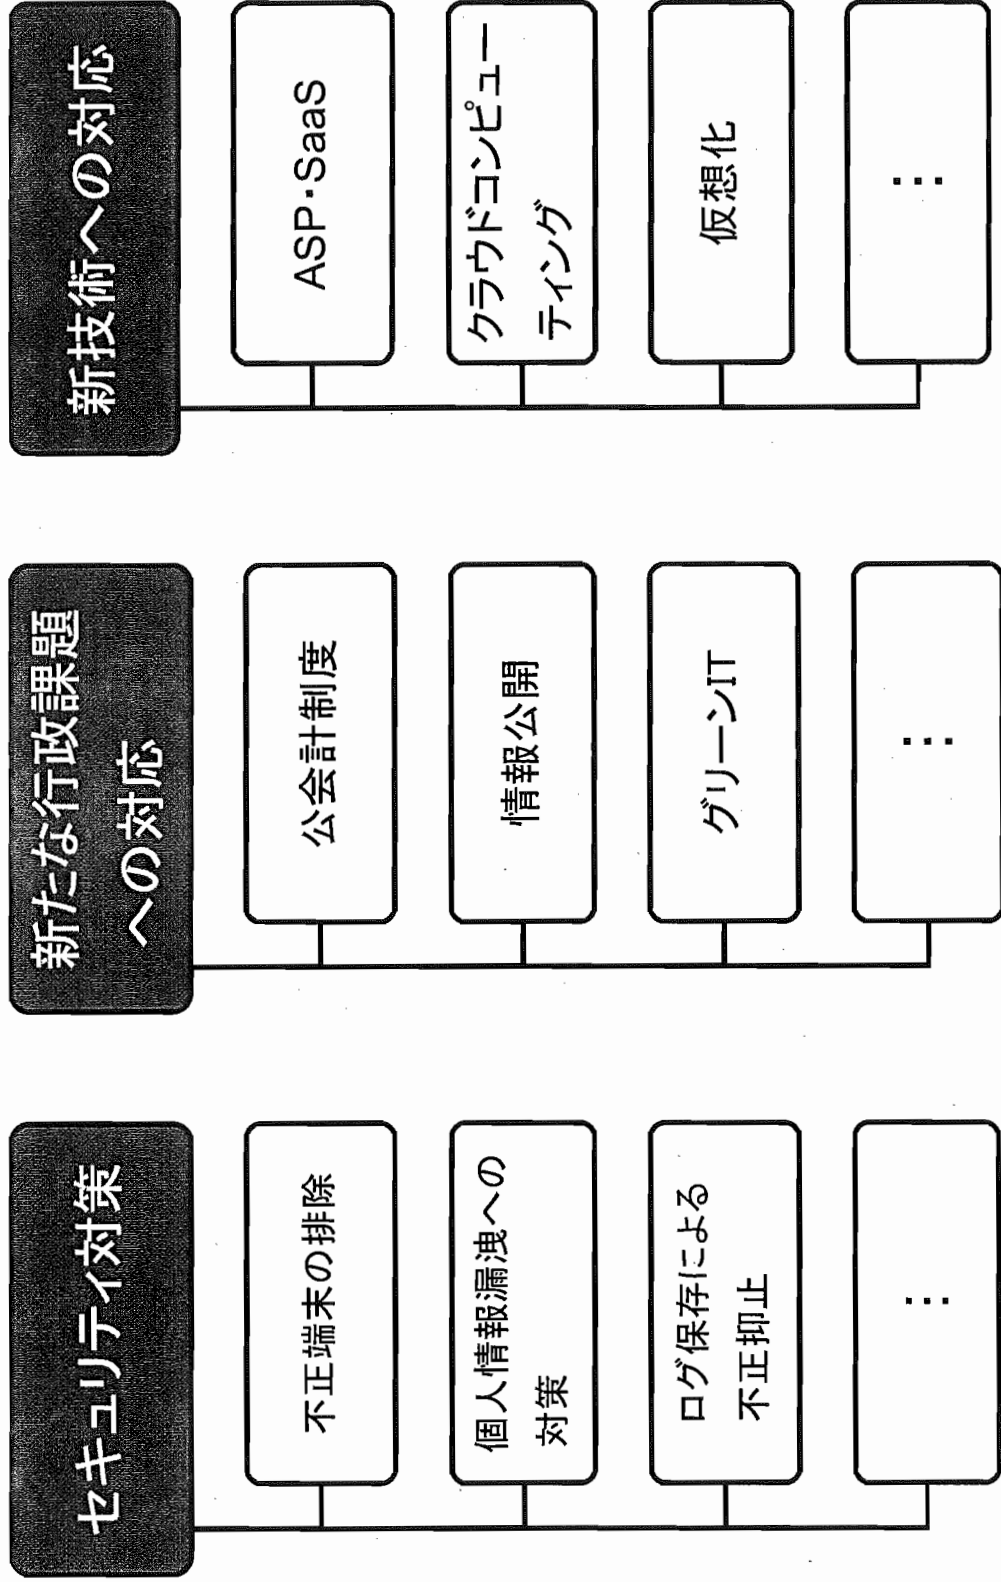 セキュリティ対策
不正端末の排除
個人情報漏洩への
対策
ログ保存による
不正抑止
⋮
新たな行政課題
への対応
公会計制度
情報公開
グリーンIT
⋮
新技術への対応
ASP・SaaS
クラウドコンピュー
ティング
仮想化
⋮